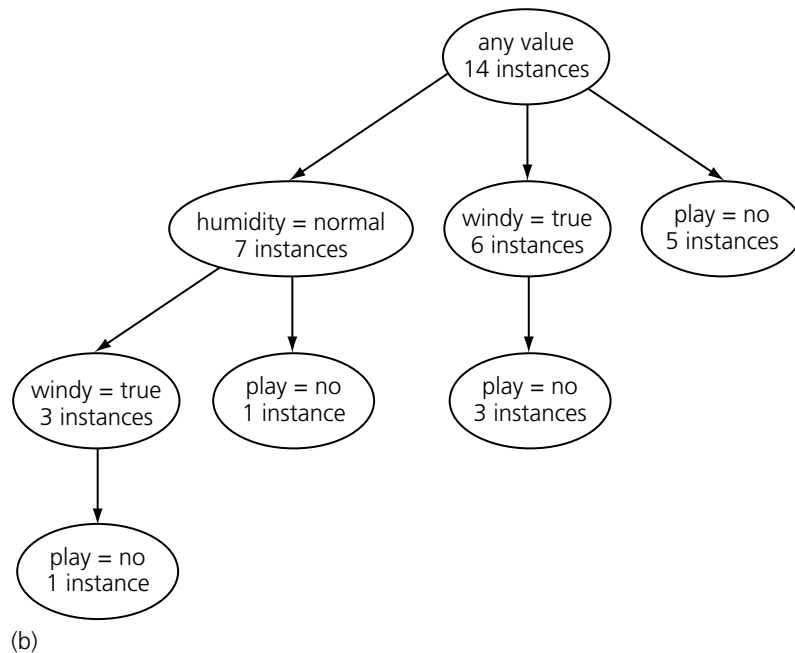 any value
14 instances
humidity = normal
7 instances
windy = true
6 instances
play = no
5 instances
windy = true
3 instances
play = no
1 instance
play = no
3 instances
play = no
1 instance
(b)